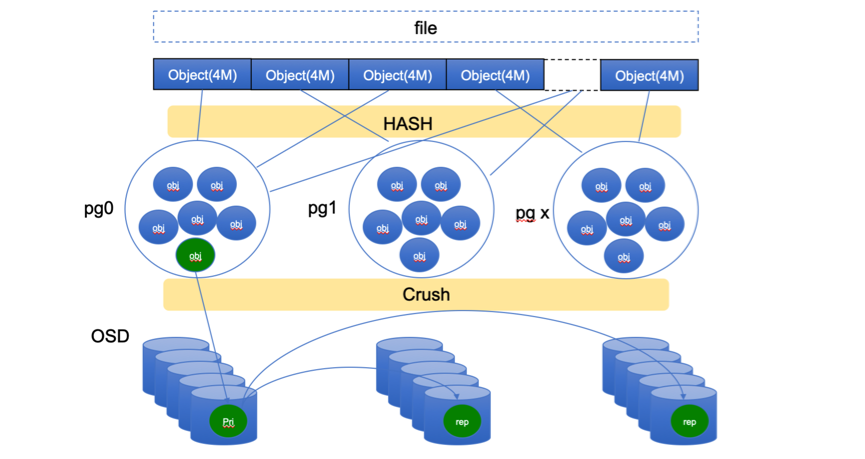 file
Object(4M) Object(4M) Object(4M) Object(4M) Object(4M)
HASH
obj obj obj obj obj obj
obj obj obj obj obj obj
pg0 pg1 pg x
obj obj obj
obj obj obj
Crush
OSD
Pri rep rep